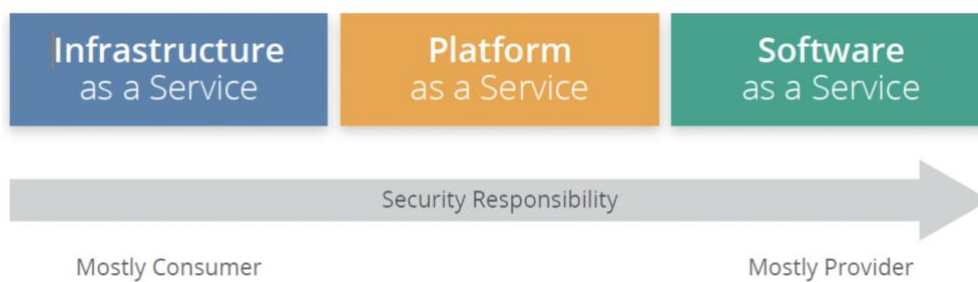 Infrastructure
as a Service
Platform
as a Service
Software
as a Service
Security Responsibility
Mostly Consumer
Mostly Provider